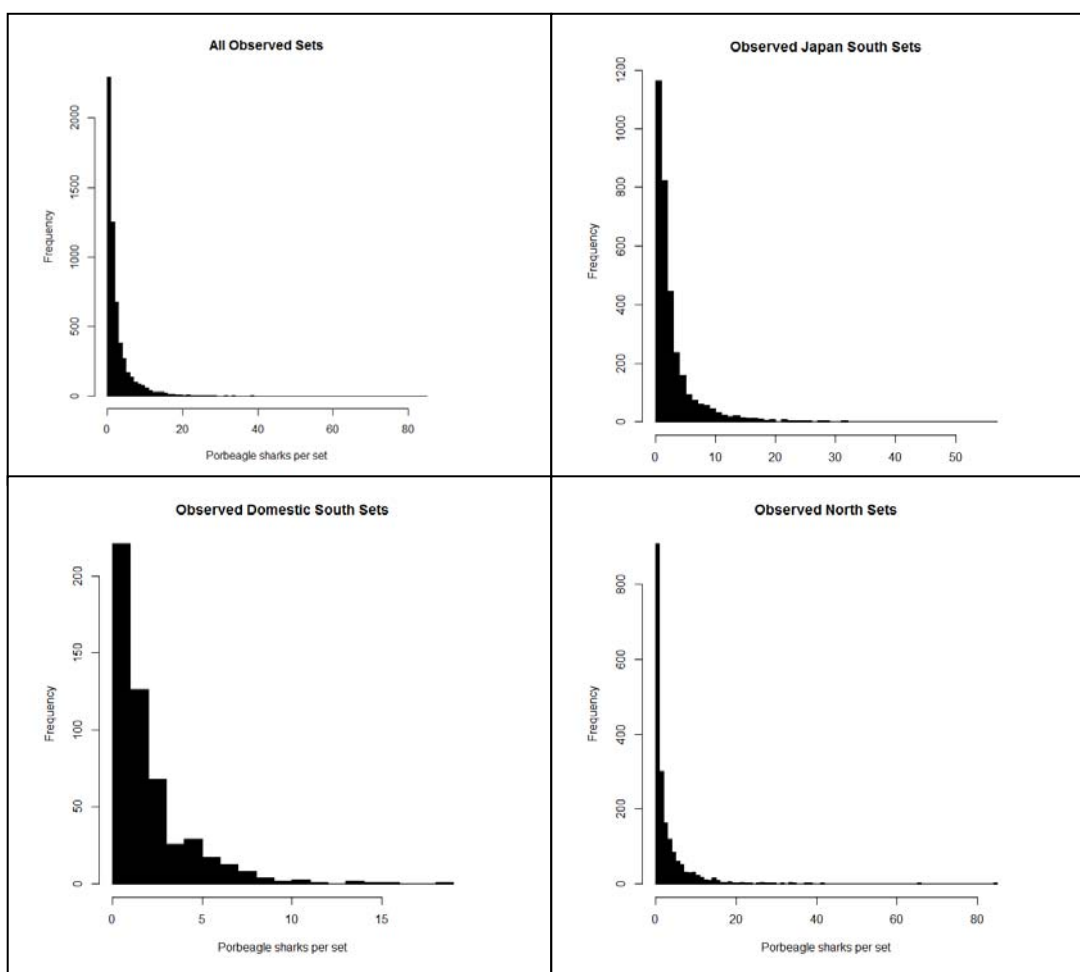 All Observed Sets
Frequency
2000
1500
1000
500
0
0 20 40 60 80
Porbeagle sharks per set
Observed Japan South Sets
Frequency
1200
1000
800
600
400
200
0
0 10 20 30 40 50
Observed Domestic South Sets
Frequency
200
150
100
50
0
0 5 10 15
Porbeagle sharks per set
Observed North Sets
Frequency
800
600
400
200
0
0 20 40 60 80
Porbeagle sharks per set